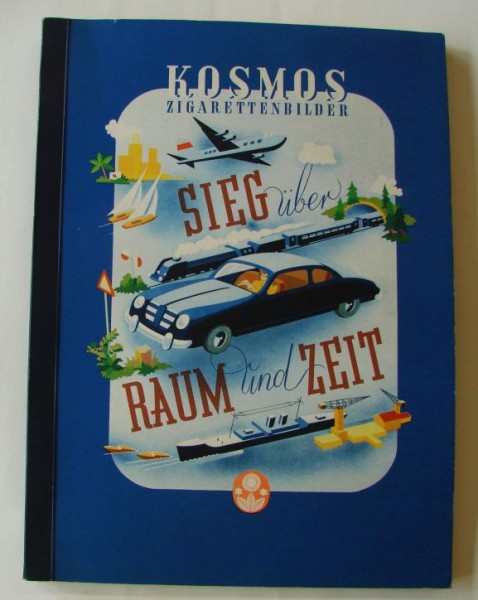 KOSMOS
ZIGARETTENBILDER
SIEG über
RAUM und ZEIT